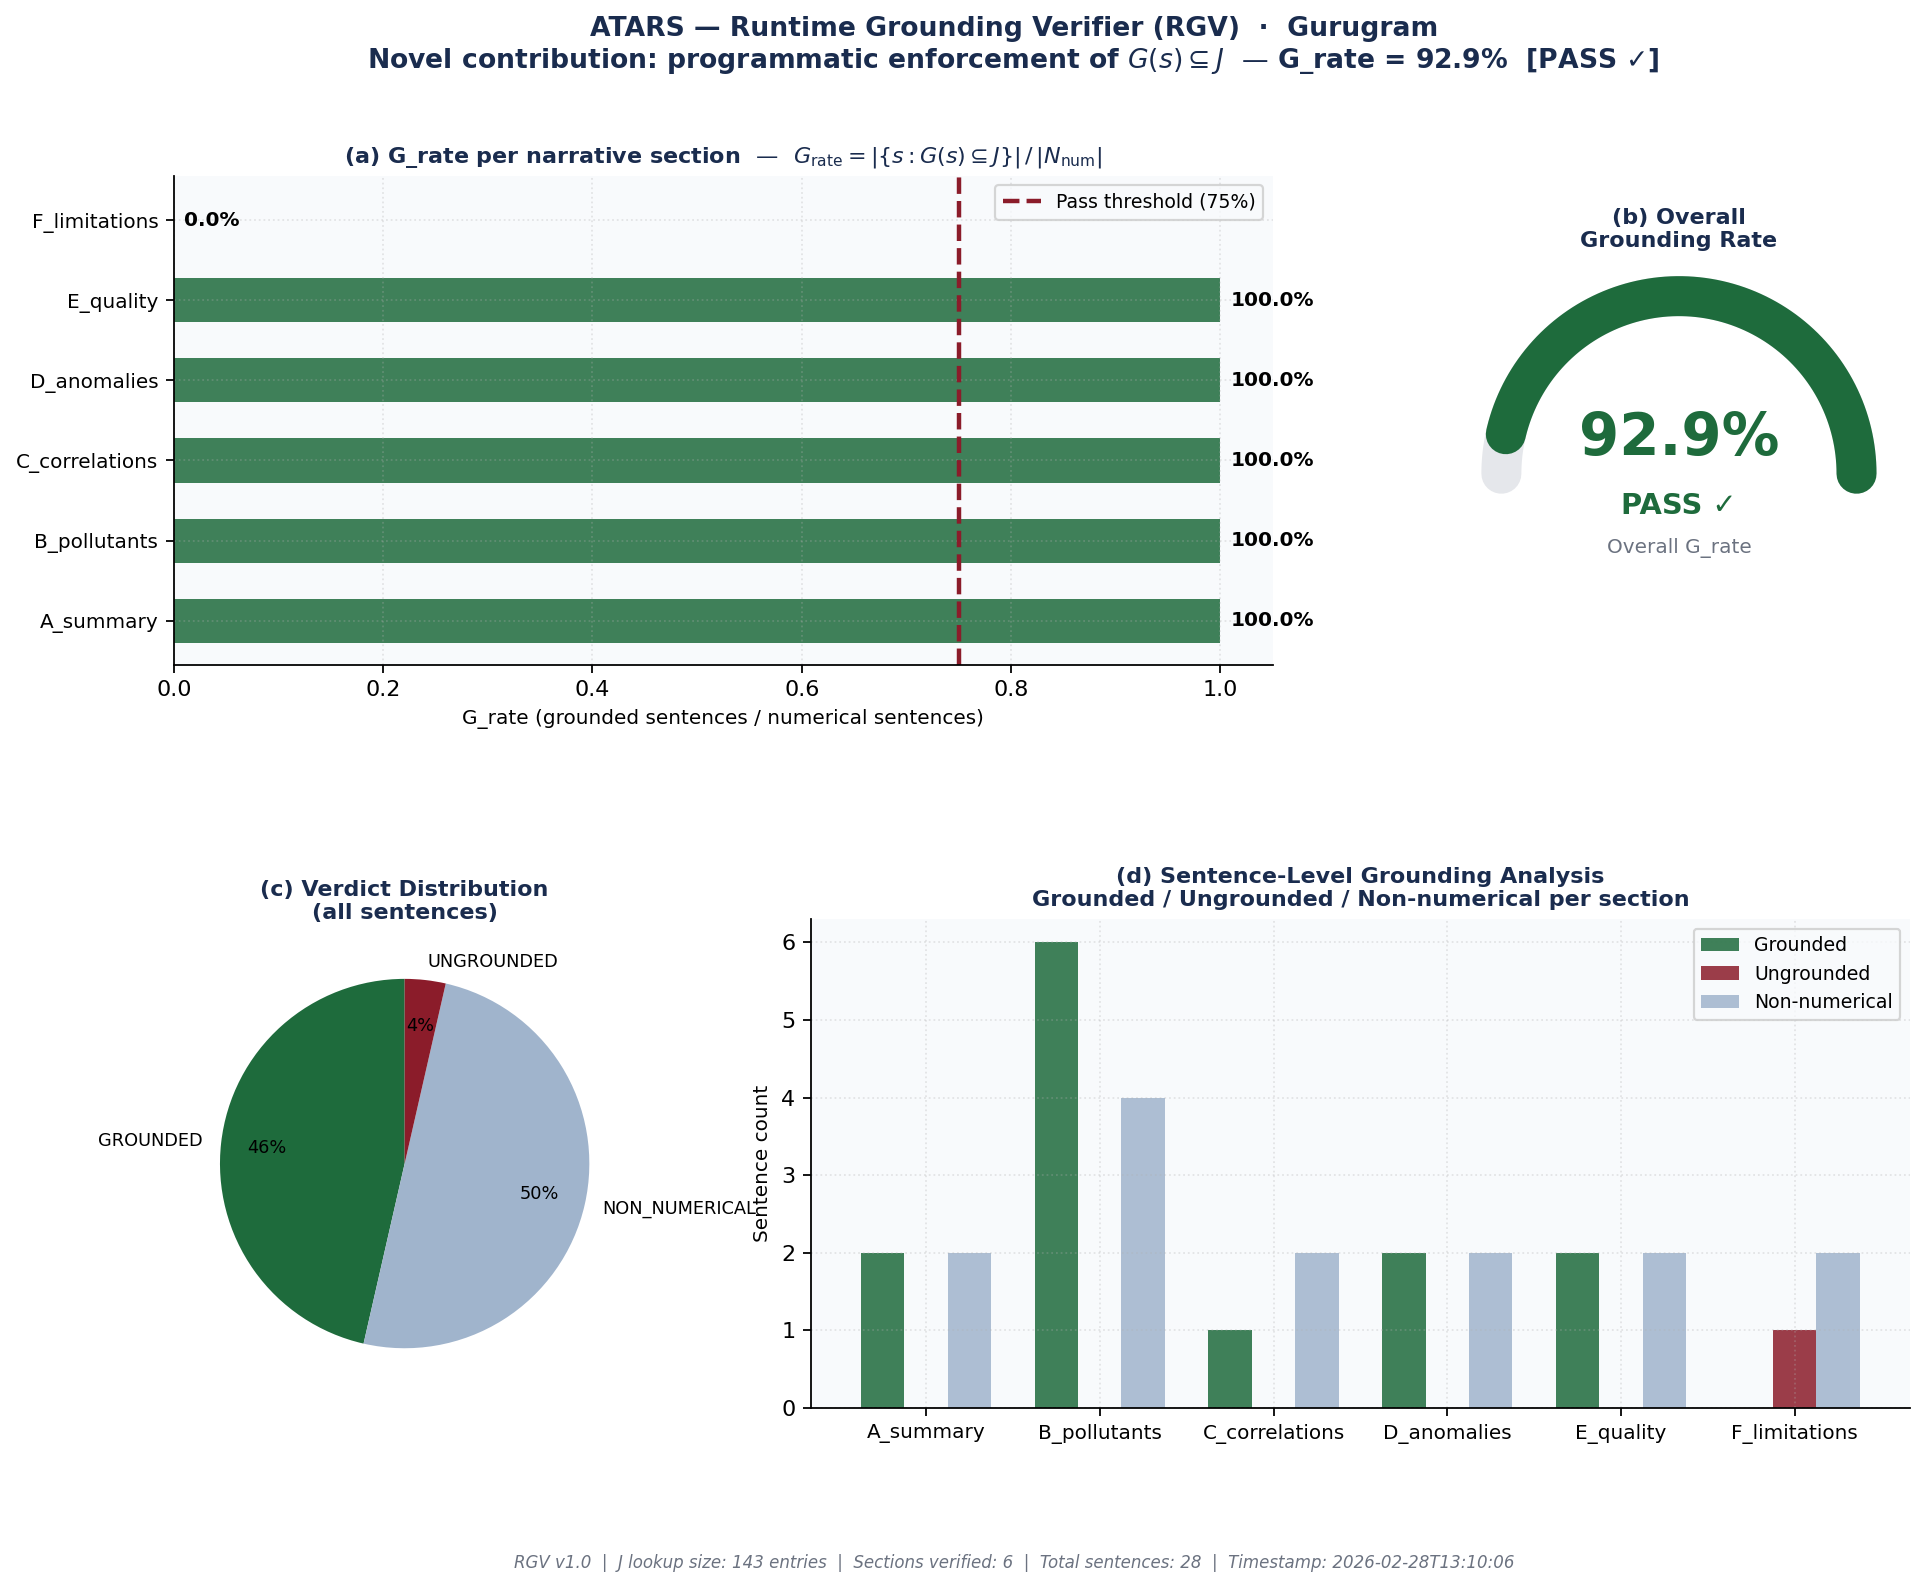 ATARS — Runtime Grounding Verifier (RGV) · Gurugram
Novel contribution: programmatic enforcement of G(s) ⊆ J — G_rate = 92.9% [PASS ✓]
(a) G_rate per narrative section — G_rate = |{s : G(s) ⊆ J}| / |N_num|
Pass threshold (75%)
F_limitations
0.0%
E_quality
100.0%
D_anomalies
100.0%
C_correlations
100.0%
B_pollutants
100.0%
A_summary
100.0%
0.0 0.2 0.4 0.6 0.8 1.0
G_rate (grounded sentences / numerical sentences)
(b) Overall
Grounding Rate
92.9%
PASS ✓
Overall G_rate
(c) Verdict Distribution
(all sentences)
UNGROUNDED
4%
GROUNDED
46%
50%
NON_NUMERICAL
(d) Sentence-Level Grounding Analysis
Grounded / Ungrounded / Non-numerical per section
Grounded
Ungrounded
Non-numerical
Sentence count
6
5
4
3
2
1
0
A_summary B_pollutants C_correlations D_anomalies E_quality F_limitations
RGV v1.0 | J lookup size: 143 entries | Sections verified: 6 | Total sentences: 28 | Timestamp: 2026-02-28T13:10:06